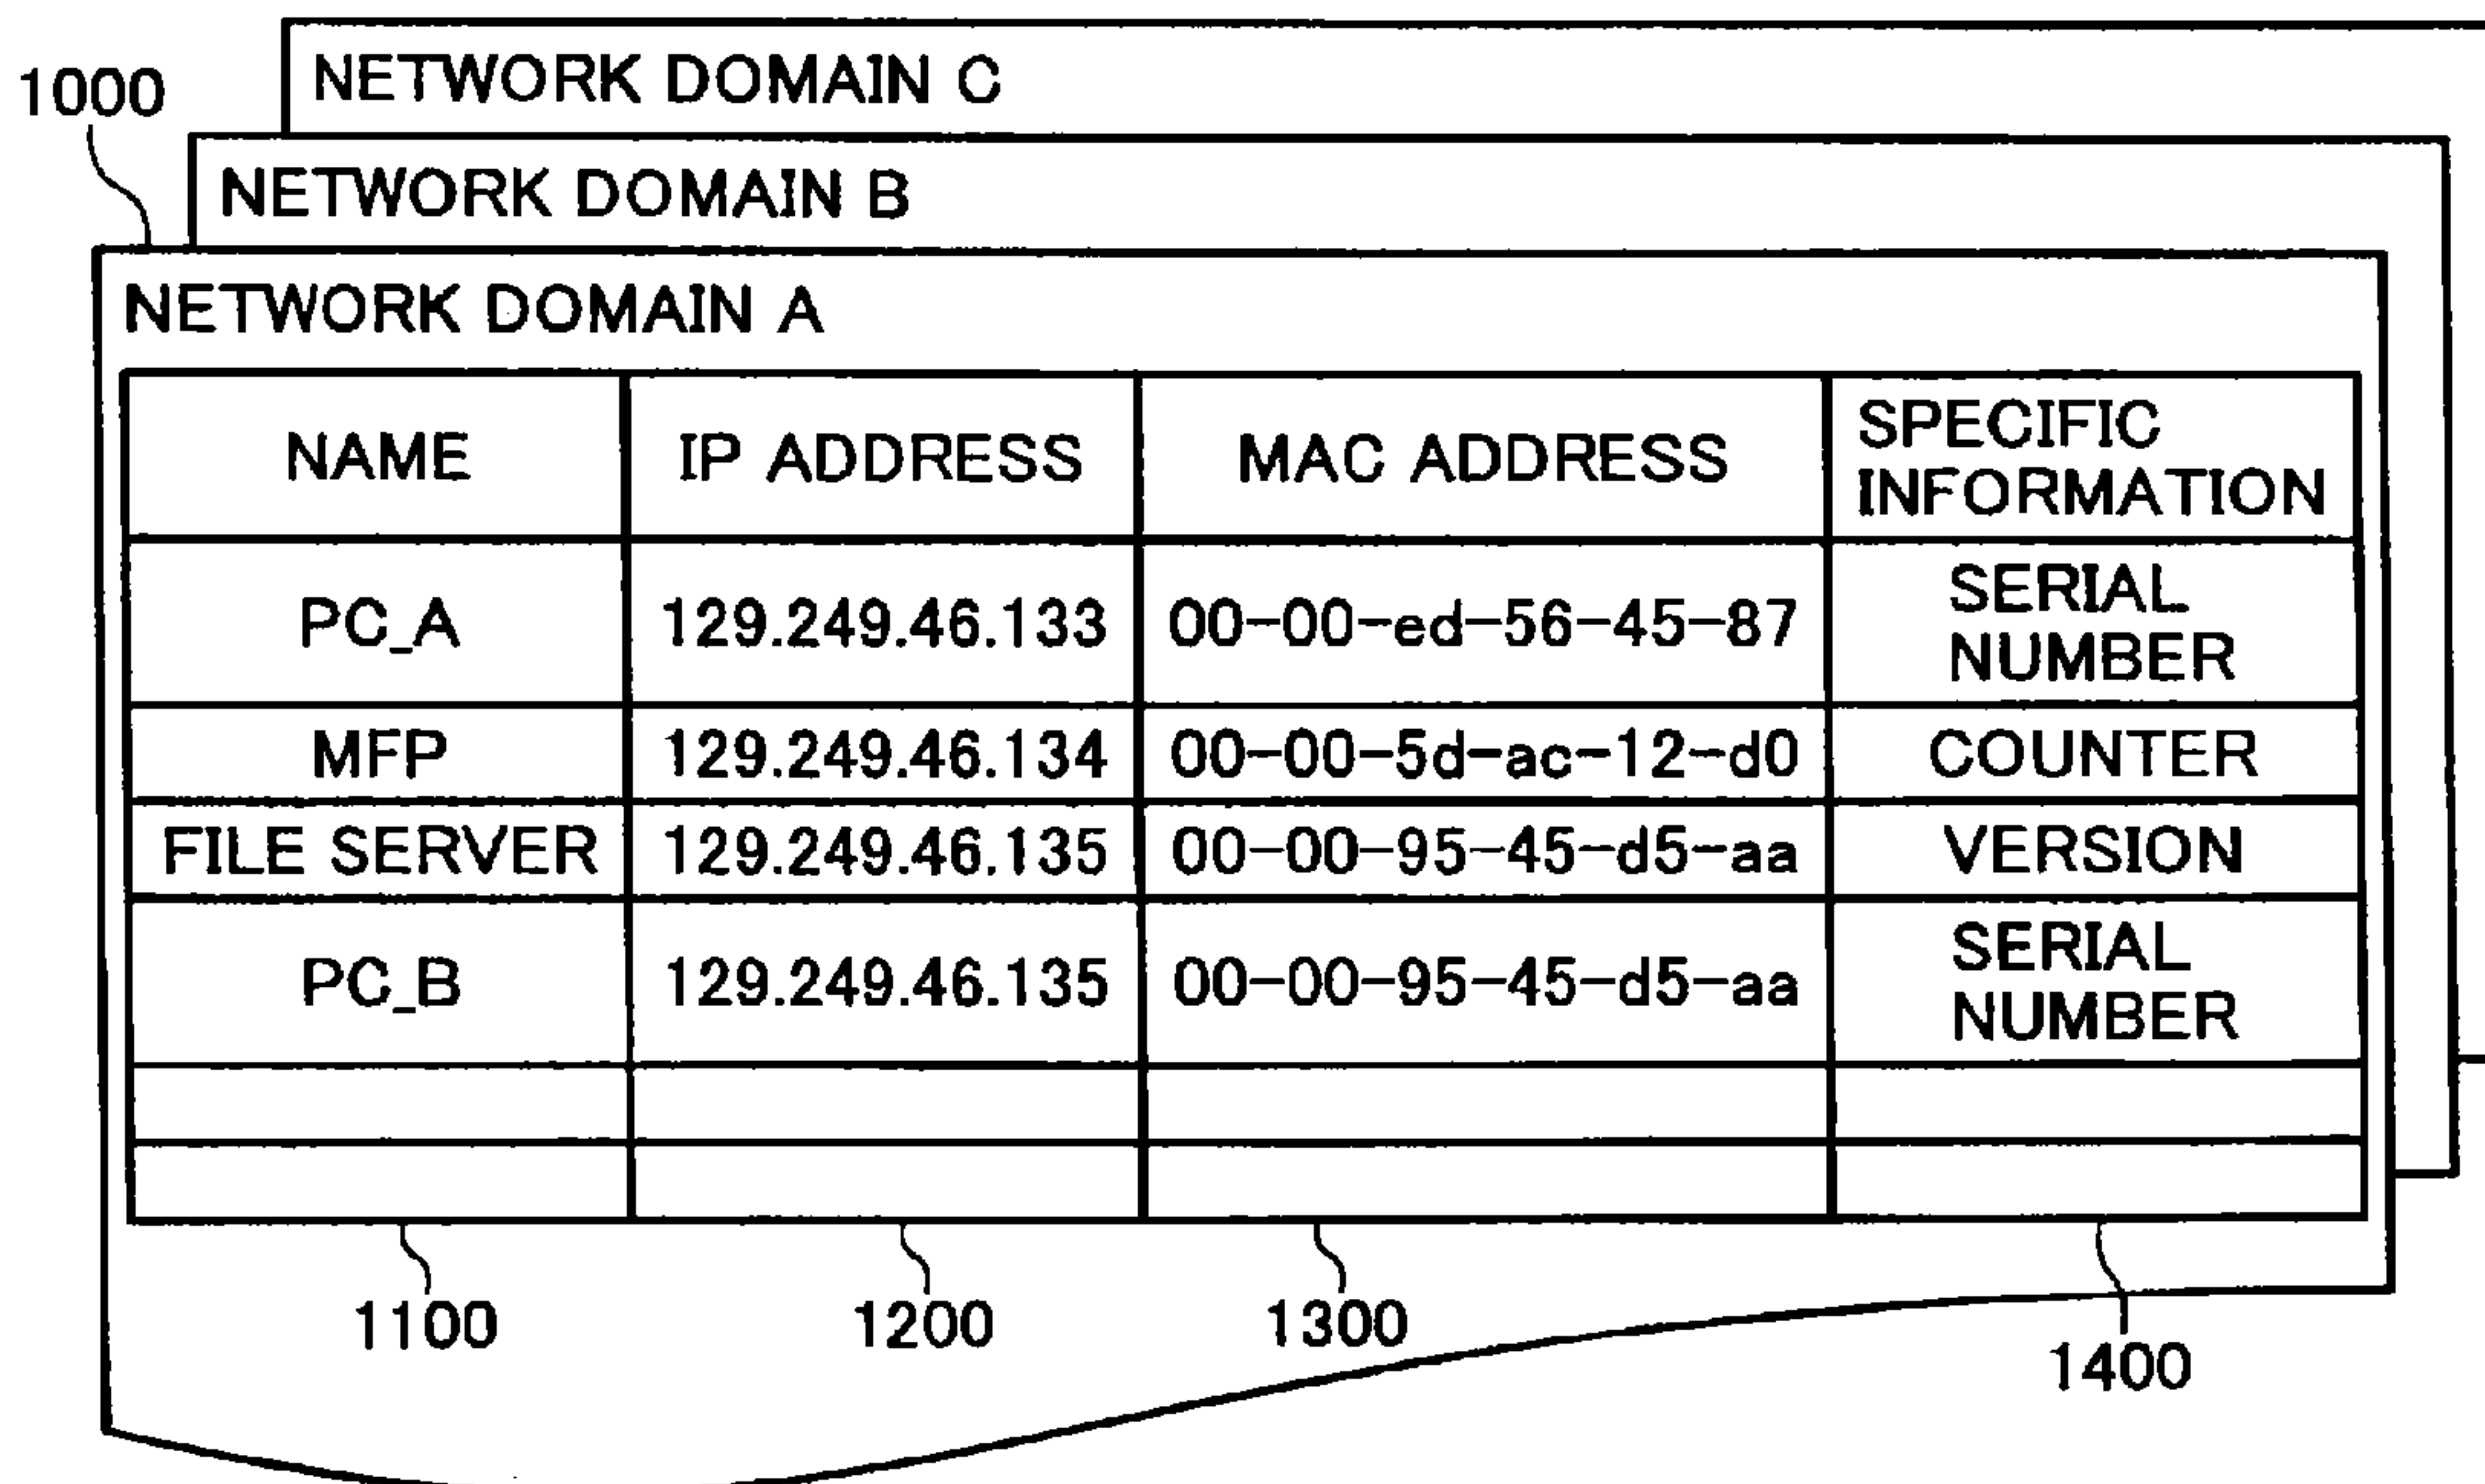 NETWORK DOMAIN C
1000
NETWORK DOMAIN B
NETWORK DOMAIN A
NAME IP ADDRESS MAC ADDRESS SPECIFIC
INFORMATION
PC_A 129.249.46.133 00-00-ed-56-45-87 SERIAL
NUMBER
MFP 129.249.46.134 00-00-5d-ac-12-d0 COUNTER
FILE SERVER 129.249.46.135 00-00-95-45-d5-aa VERSION
PC_B 129.249.46.135 00-00-95-45-d5-aa SERIAL
NUMBER
1100 1200 1300 1400